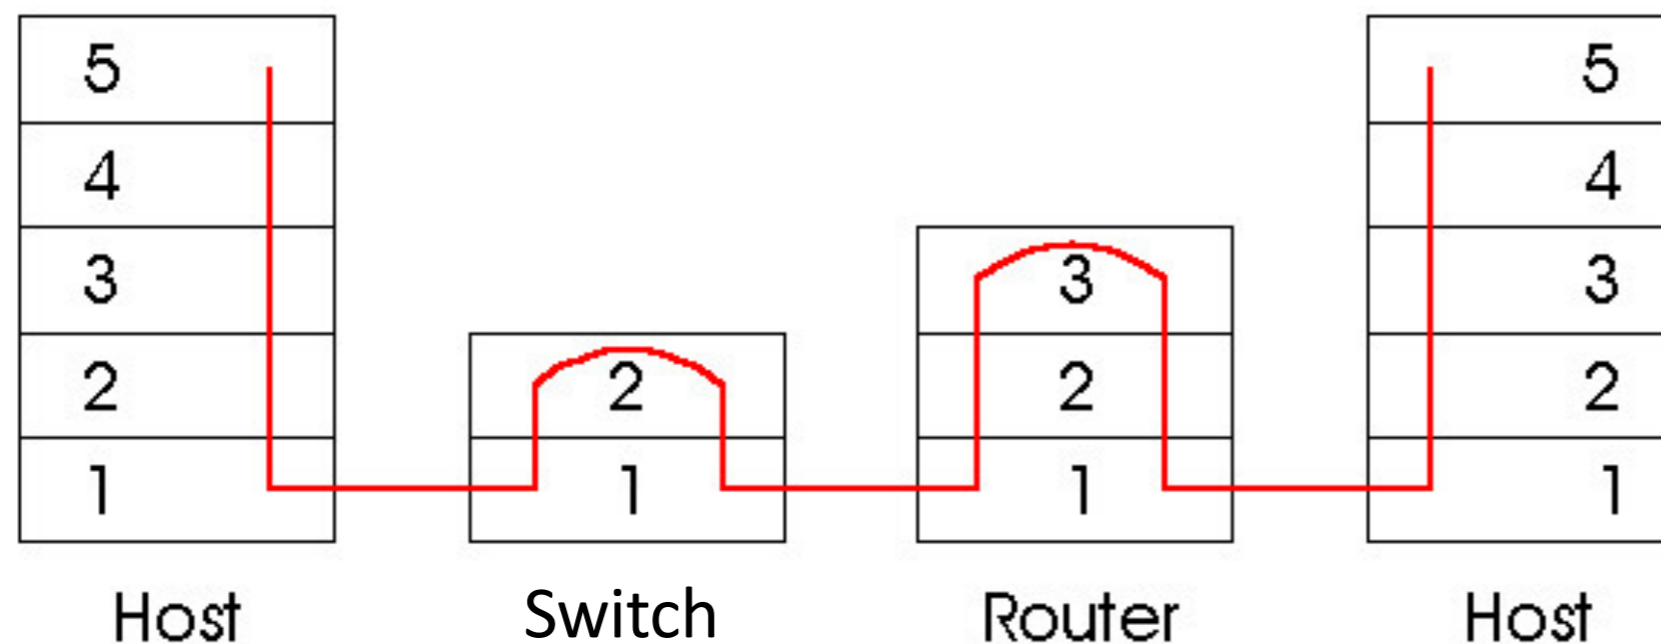 5 5
4 4
3 3 3
2 2 2 2
1 1 1 1
Host Switch Router Host